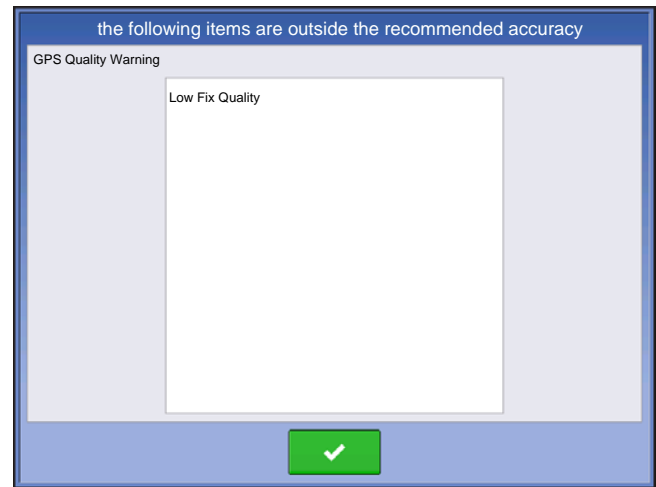 the following items are outside the recommended accuracy
GPS Quality Warning
Low Fix Quality